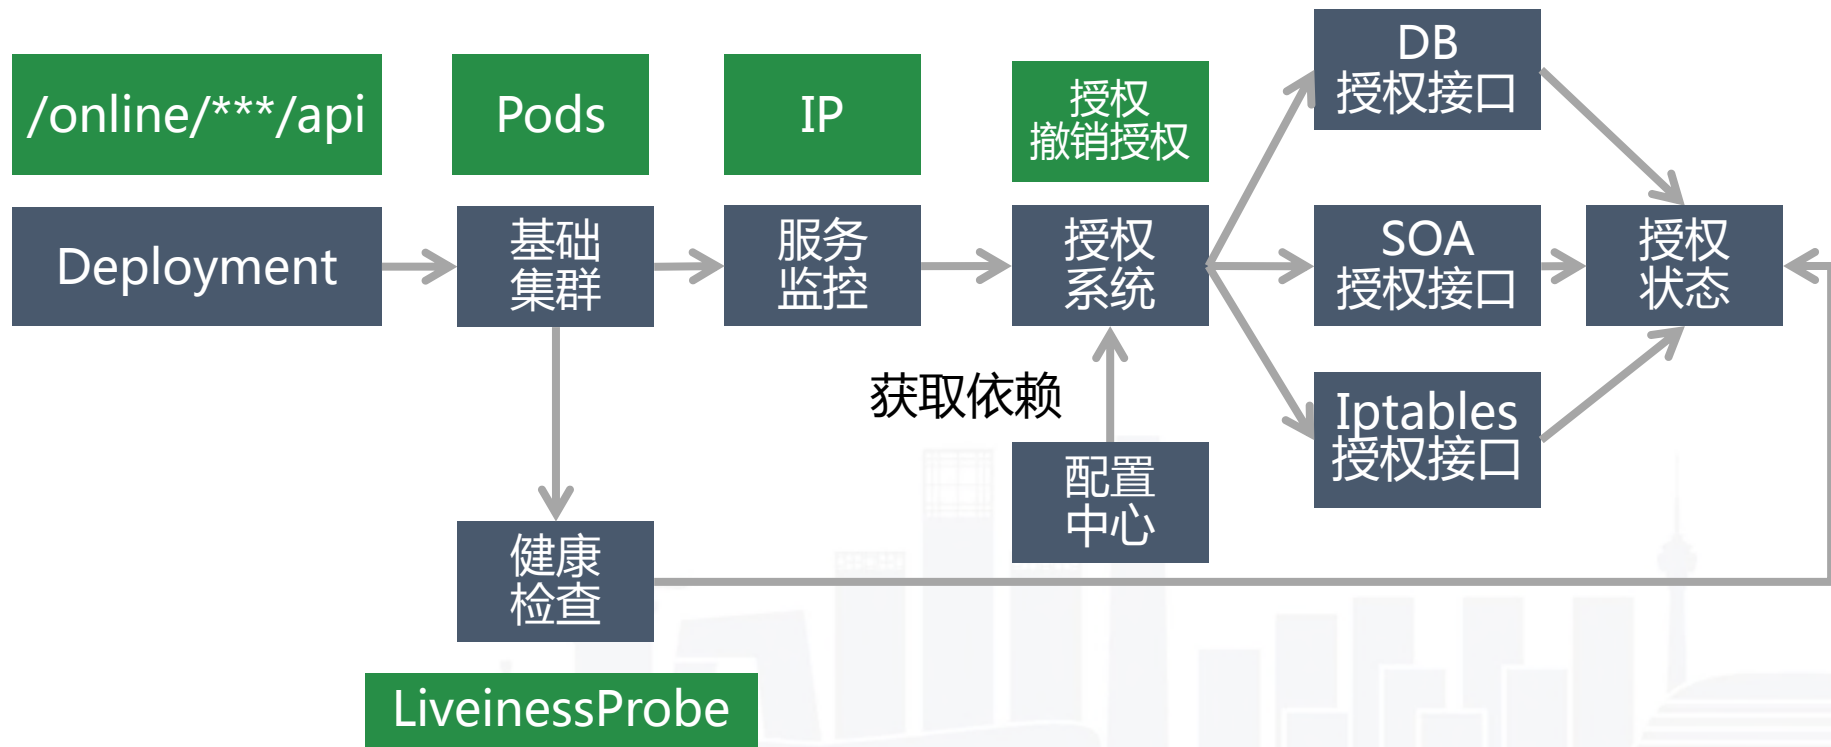 /online/***/api
Pods
IP
授权
撤销授权
DB
授权接口
Deployment
基础
集群
服务
监控
授权
系统
SOA
授权接口
授权
状态
获取依赖
Iptables
授权接口
配置
中心
健康
检查
LiveinessProbe